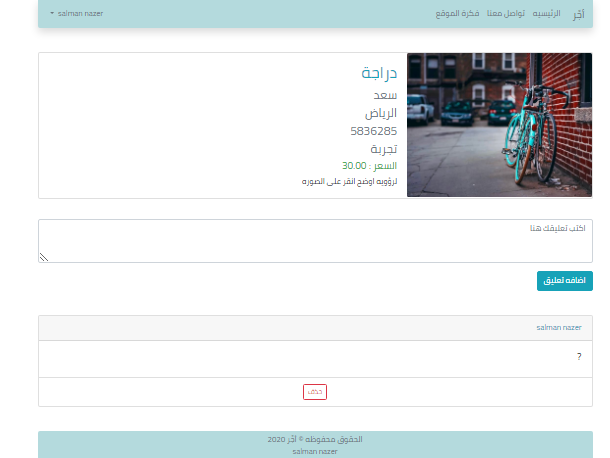 أجّر الرئيسيه تواصل معنا فكرة الموقع salman nazer
دراجة
سعد
الرياض
5836285
تجربة
السعر : 30.00
لرؤويه اوضح انقر على الصوره
اكتب تعليقك هنا
اضافه تعليق
salman nazer
?
حذف
الحقوق محفوظه © أجّر 2020
salman nazer